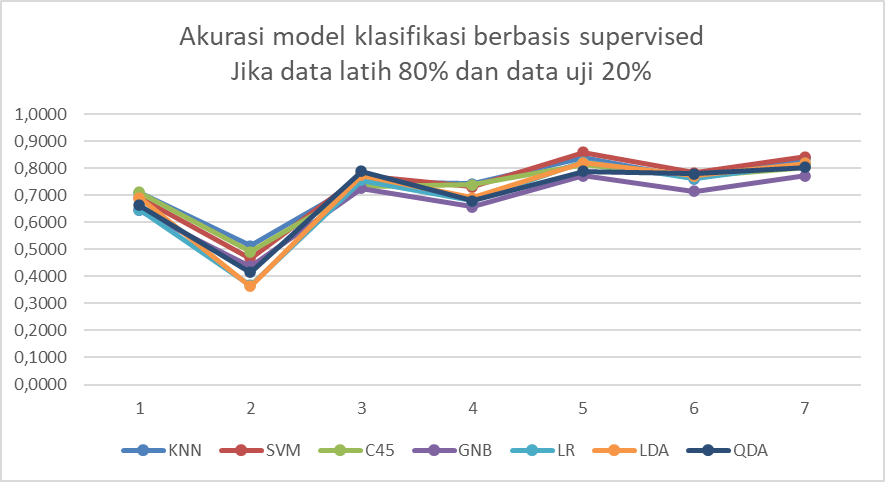 Akurasi model klasifikasi berbasis supervised
Jika data latih 80% dan data uji 20%
1,0000
0,9000
0,8000
0,7000
0,6000
0,5000
0,4000
0,3000
0,2000
0,1000
0,0000
1 2 3 4 5 6 7
KNN SVM C45 GNB LR LDA QDA